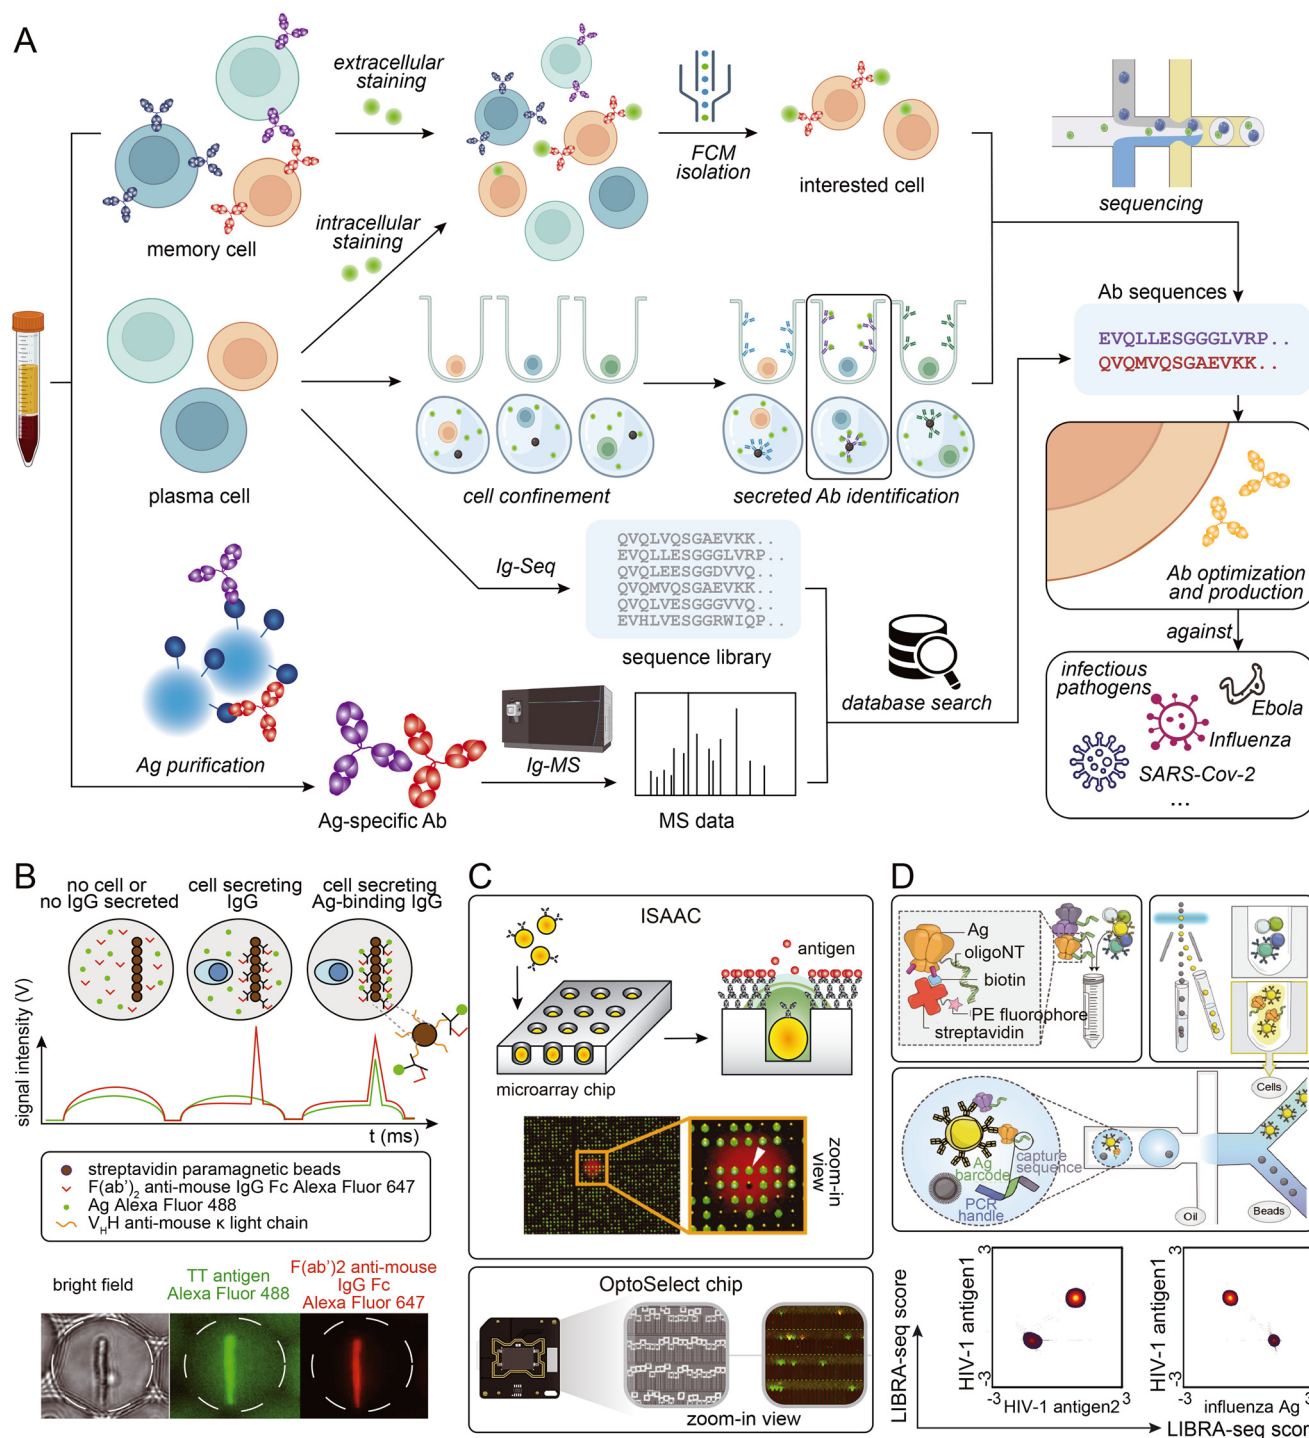 A
extracellular
staining
FCM
isolation
interested cell
sequencing
memory cell
intracellular
staining
Ab sequences
EVQLLESGGGLVRP..
QVQMVQSGAEVKK..
plasma cell
cell confinement
secreted Ab identification
Ig-Seq
QVQLVQSGAEVKK..
EVQLLESGGGLVRP..
QVQLEESGGDVVQ..
QVQMVQSGAEVKK..
QVQLVESGGGVVQ..
EVHLVESGGRWIQP..
sequence library
Ab optimization
and production
against
infectious
pathogens
Ebola
Influenza
SARS-Cov-2
...
database search
Ag purification
Ag-specific Ab
Ig-MS
MS data
B
no cell or
no IgG secreted
cell secreting
IgG
cell secreting
Ag-binding IgG
signal intensity (V)
t (ms)
streptavidin paramagnetic beads
F(ab')2 anti-mouse IgG Fc Alexa Fluor 647
Ag Alexa Fluor 488
VHH anti-mouse κ light chain
bright field
TT antigen
Alexa Fluor 488
F(ab')2 anti-mouse
IgG Fc
Alexa Fluor 647
C
ISAAC
antigen
microarray chip
zoom-in
view
OptoSelect chip
zoom-in view
D
Ag
oligoNT
biotin
PE fluorophore
streptavidin
Cells
capture
sequence
Ag
barcode
PCR
handle
Oil
Beads
LIBRA-seq score
HIV-1 antigen1
3
-3
-3
3
HIV-1 antigen2
HIV-1 antigen1
3
-3
-3
3
influenza Ag
LIBRA-seq scor